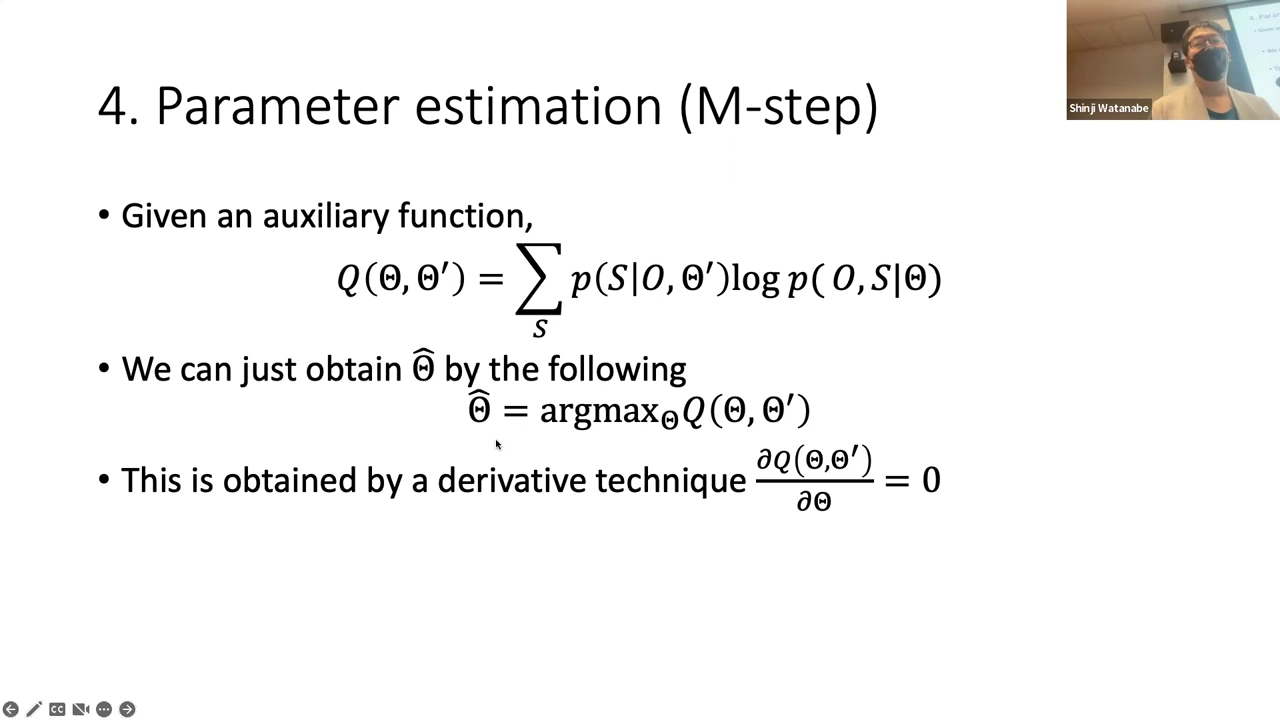 4. Parameter estimation (M-step)
Shinji Watanabe
• Given an auxiliary function,
Q(Θ, Θ′) = ∑_S p(S|O, Θ′)log p( O, S|Θ)
• We can just obtain Θ̂ by the following
Θ̂ = argmax_Θ Q(Θ, Θ′)
• This is obtained by a derivative technique ∂Q(Θ,Θ′)/∂Θ = 0
CC